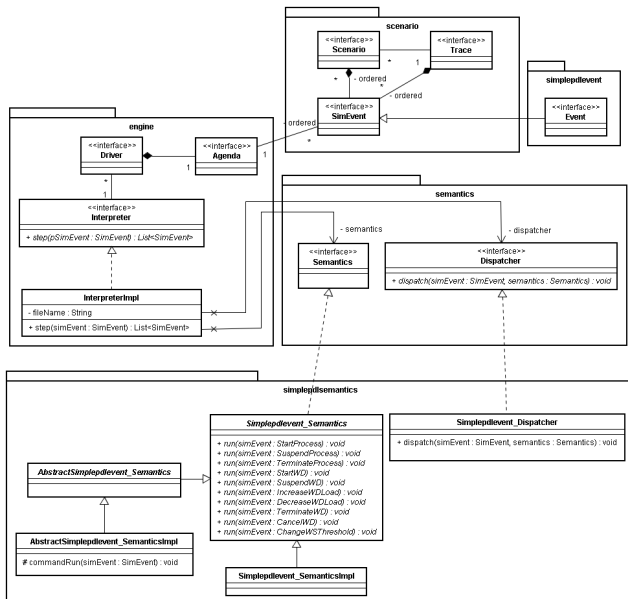 scenario
<<interface>>
Scenario
<<interface>>
Trace
*
1
*
- ordered
*
- ordered
<<interface>>
SimEvent
simplepdlevent
<<interface>>
Event
engine
<<interface>>
Driver
1
<<interface>>
Agenda
1
- ordered
*
*
1
<<interface>>
Interpreter
+ step(pSimEvent : SimEvent) : List<SimEvent>
InterpreterImpl
- fileName : String
+ step(simEvent : SimEvent) : List<SimEvent>
semantics
- semantics
- dispatcher
<<interface>>
Semantics
<<interface>>
Dispatcher
+ dispatch(simEvent : SimEvent, semantics : Semantics) : void
simplepdlsemantics
Simplepdlevent_Semantics
+ run(simEvent : StartProcess) : void
+ run(simEvent : SuspendProcess) : void
+ run(simEvent : TerminateProcess) : void
+ run(simEvent : StartWD) : void
+ run(simEvent : SuspendWD) : void
+ run(simEvent : IncreaseWDLoad) : void
+ run(simEvent : DecreaseWDLoad) : void
+ run(simEvent : TerminateWD) : void
+ run(simEvent : CancelWD) : void
+ run(simEvent : ChangeWSThreshold) : void
Simplepdlevent_Dispatcher
+ dispatch(simEvent : SimEvent, semantics : Semantics) : void
AbstractSimplepdlevent_Semantics
AbstractSimplepdlevent_SemanticsImpl
# commandRun(simEvent : SimEvent) : void
Simplepdlevent_SemanticsImpl